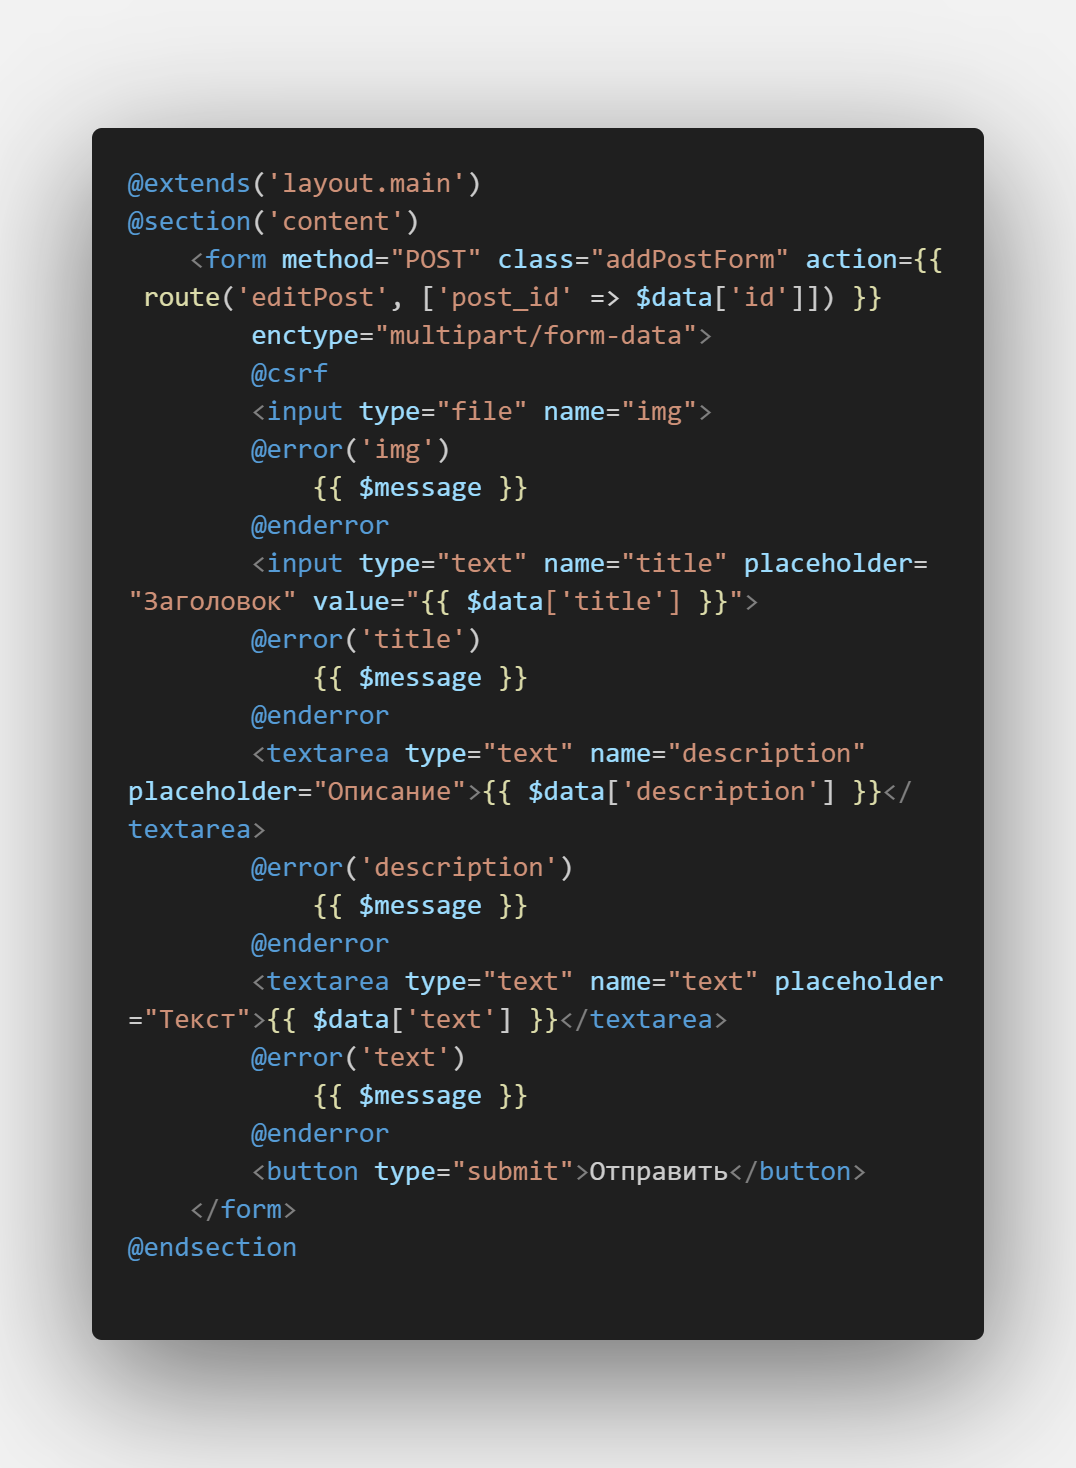 @extends('layout.main')
@section('content')
    <form method="POST" class="addPostForm" action={{
 route('editPost', ['post_id' => $data['id']]) }}
        enctype="multipart/form-data">
        @csrf
        <input type="file" name="img">
        @error('img')
            {{ $message }}
        @enderror
        <input type="text" name="title" placeholder=
"Заголовок" value="{{ $data['title'] }}">
        @error('title')
            {{ $message }}
        @enderror
        <textarea type="text" name="description"
placeholder="Описание">{{ $data['description'] }}</
textarea>
        @error('description')
            {{ $message }}
        @enderror
        <textarea type="text" name="text" placeholder
="Текст">{{ $data['text'] }}</textarea>
        @error('text')
            {{ $message }}
        @enderror
        <button type="submit">Отправить</button>
    </form>
@endsection